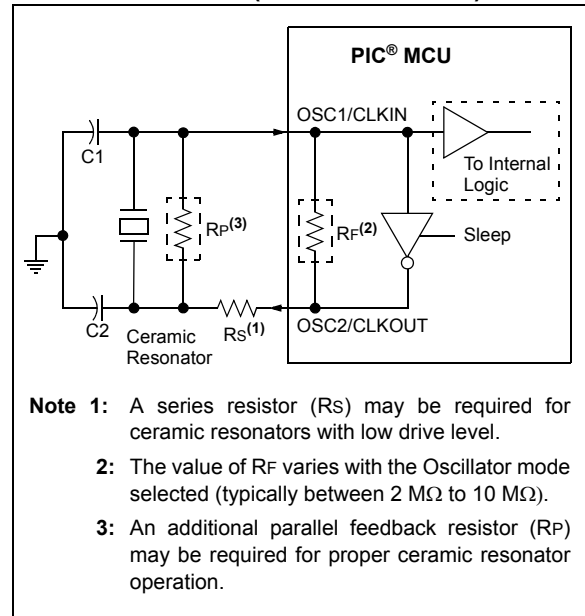 PIC® MCU
OSC1/CLKIN
C1
To Internal
Logic
RP(3)
RF(2)
Sleep
C2
Ceramic
Resonator
RS(1)
OSC2/CLKOUT
Note 1: A series resistor (RS) may be required for
ceramic resonators with low drive level.
2: The value of RF varies with the Oscillator mode
selected (typically between 2 MΩ to 10 MΩ).
3: An additional parallel feedback resistor (RP)
may be required for proper ceramic resonator
operation.